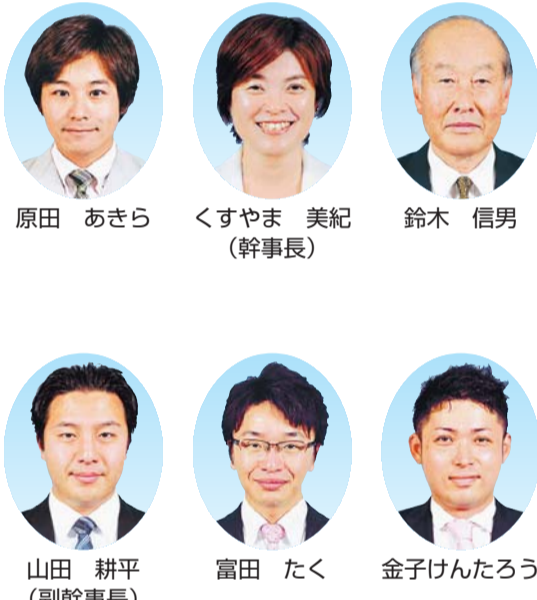 原田　あきら
くすやま　美紀
（幹事長）
鈴木　信男
山田　耕平
（副幹事長）
富田　たく
金子けんたろう